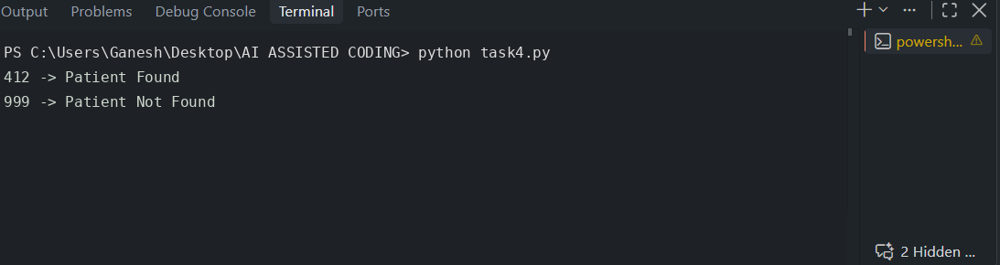 Output Problems Debug Console Terminal Ports
PS C:\Users\Ganesh\Desktop\AI ASSISTED CODING> python task4.py
412 -> Patient Found
999 -> Patient Not Found
powersh...
2 Hidden ...